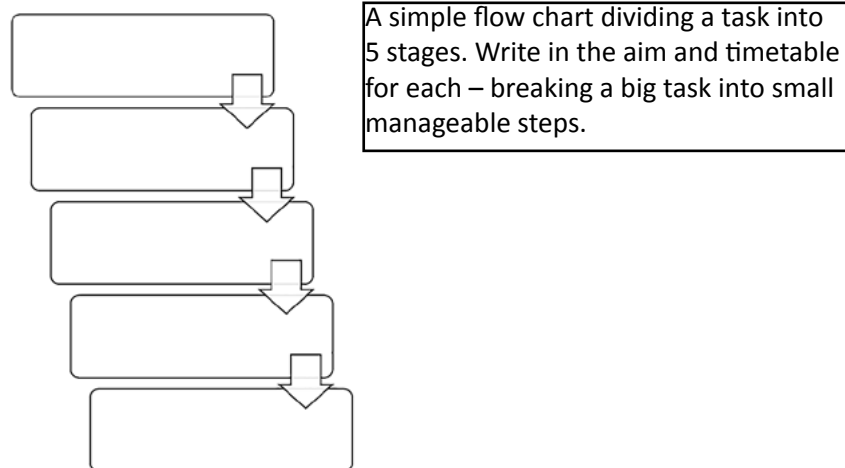 A simple flow chart dividing a task into
5 stages. Write in the aim and timetable
for each – breaking a big task into small
manageable steps.